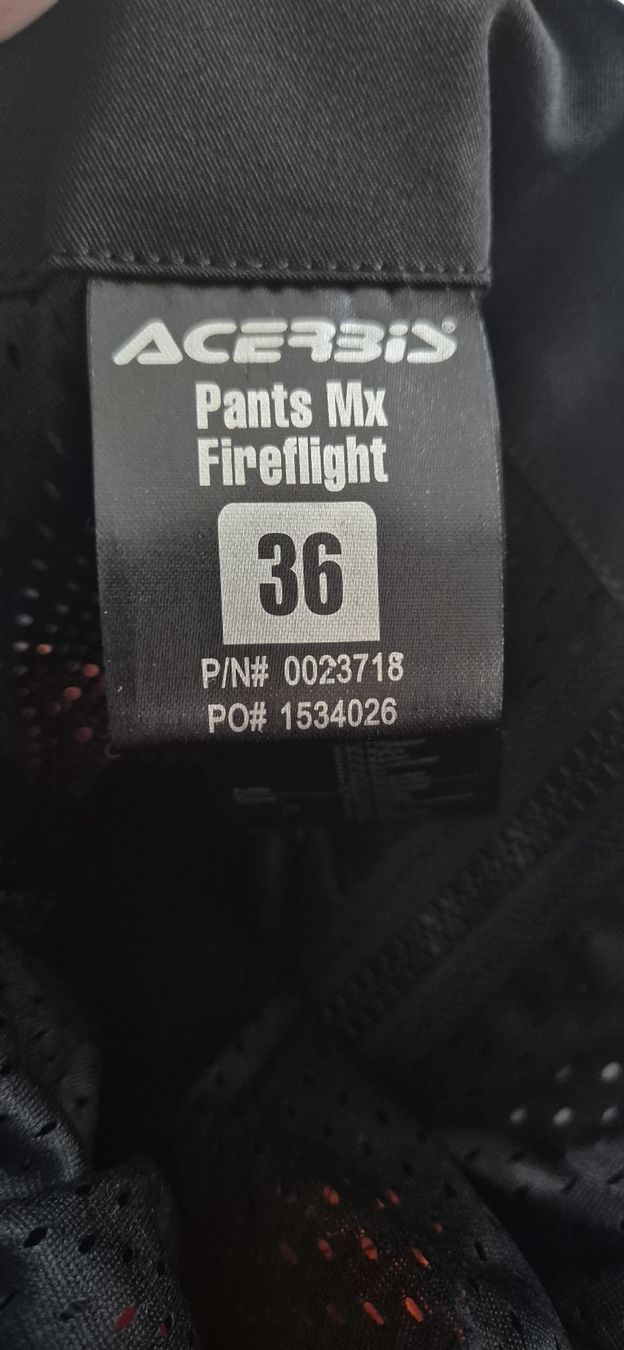 ACERBIS®
Pants Mx
Fireflight
36
P/N# 0023718
PO# 1534026